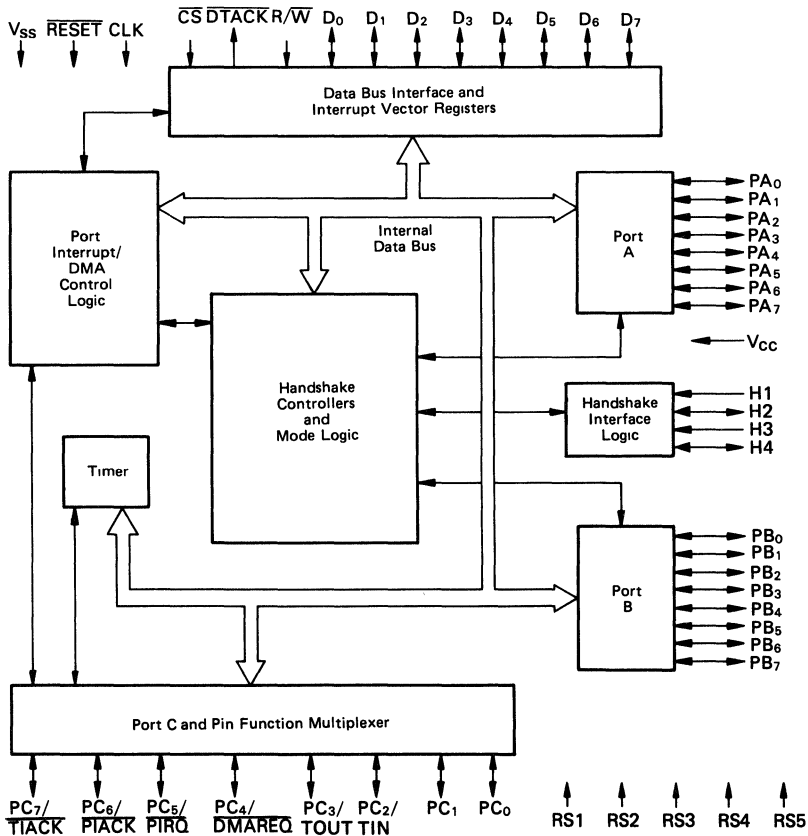 VSS RESET CLK CS DTACK R/W D0 D1 D2 D3 D4 D5 D6 D7
Data Bus Interface and
Interrupt Vector Registers
Port
Interrupt/
DMA
Control
Logic
Internal
Data Bus
Port
A
PA0
PA1
PA2
PA3
PA4
PA5
PA6
PA7
VCC
Handshake
Controllers
and
Mode Logic
Handshake
Interface
Logic
H1
H2
H3
H4
Timer
Port
B
PB0
PB1
PB2
PB3
PB4
PB5
PB6
PB7
Port C and Pin Function Multiplexer
PC7/ PC6/ PC5/ PC4/ PC3/ PC2/ PC1 PC0
TIACK PIACK PIRQ DMAREQ TOUT TIN
RS1 RS2 RS3 RS4 RS5